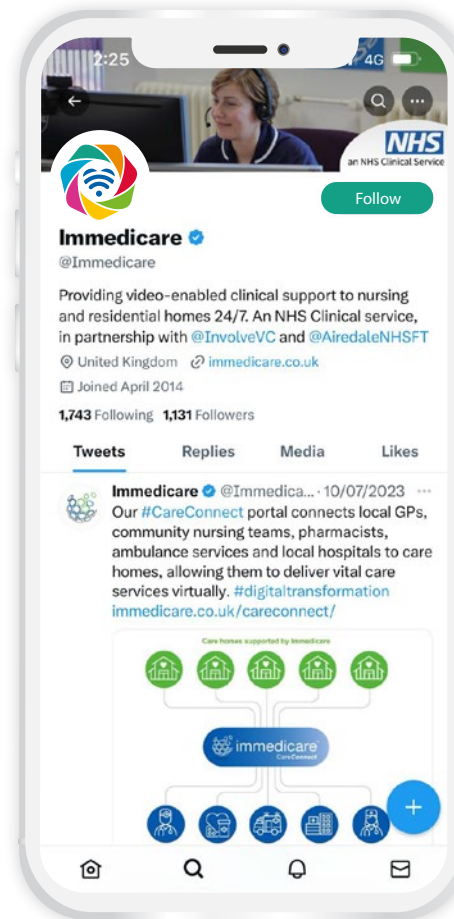 2:25
4G
NHS
an NHS Clinical Service
Follow
Immedicare
@Immedicare
Providing video-enabled clinical support to nursing
and residential homes 24/7. An NHS Clinical service,
in partnership with @InvolveVC and @AiredaleNHSFT
United Kingdom immedicare.co.uk
Joined April 2014
1,743 Following 1,131 Followers
Tweets Replies Media Likes
Immedicare @Immedica... · 10/07/2023 ...
Our #CareConnect portal connects local GPs,
community nursing teams, pharmacists,
ambulance services and local hospitals to care
homes, allowing them to deliver vital care
services virtually. #digitaltransformation
immedicare.co.uk/careconnect/
Care homes supported by Immedicare
immedicare
CareConnect